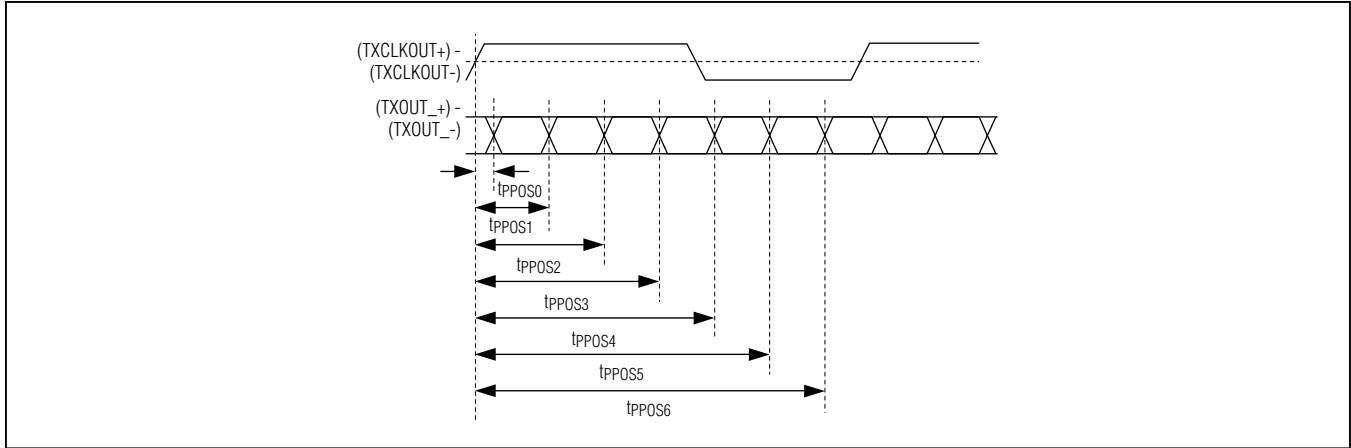 (TXCLKOUT+) -
(TXCLKOUT-)
(TXOUT_+) -
(TXOUT_-)
tPPOS0
tPPOS1
tPPOS2
tPPOS3
tPPOS4
tPPOS5
tPPOS6